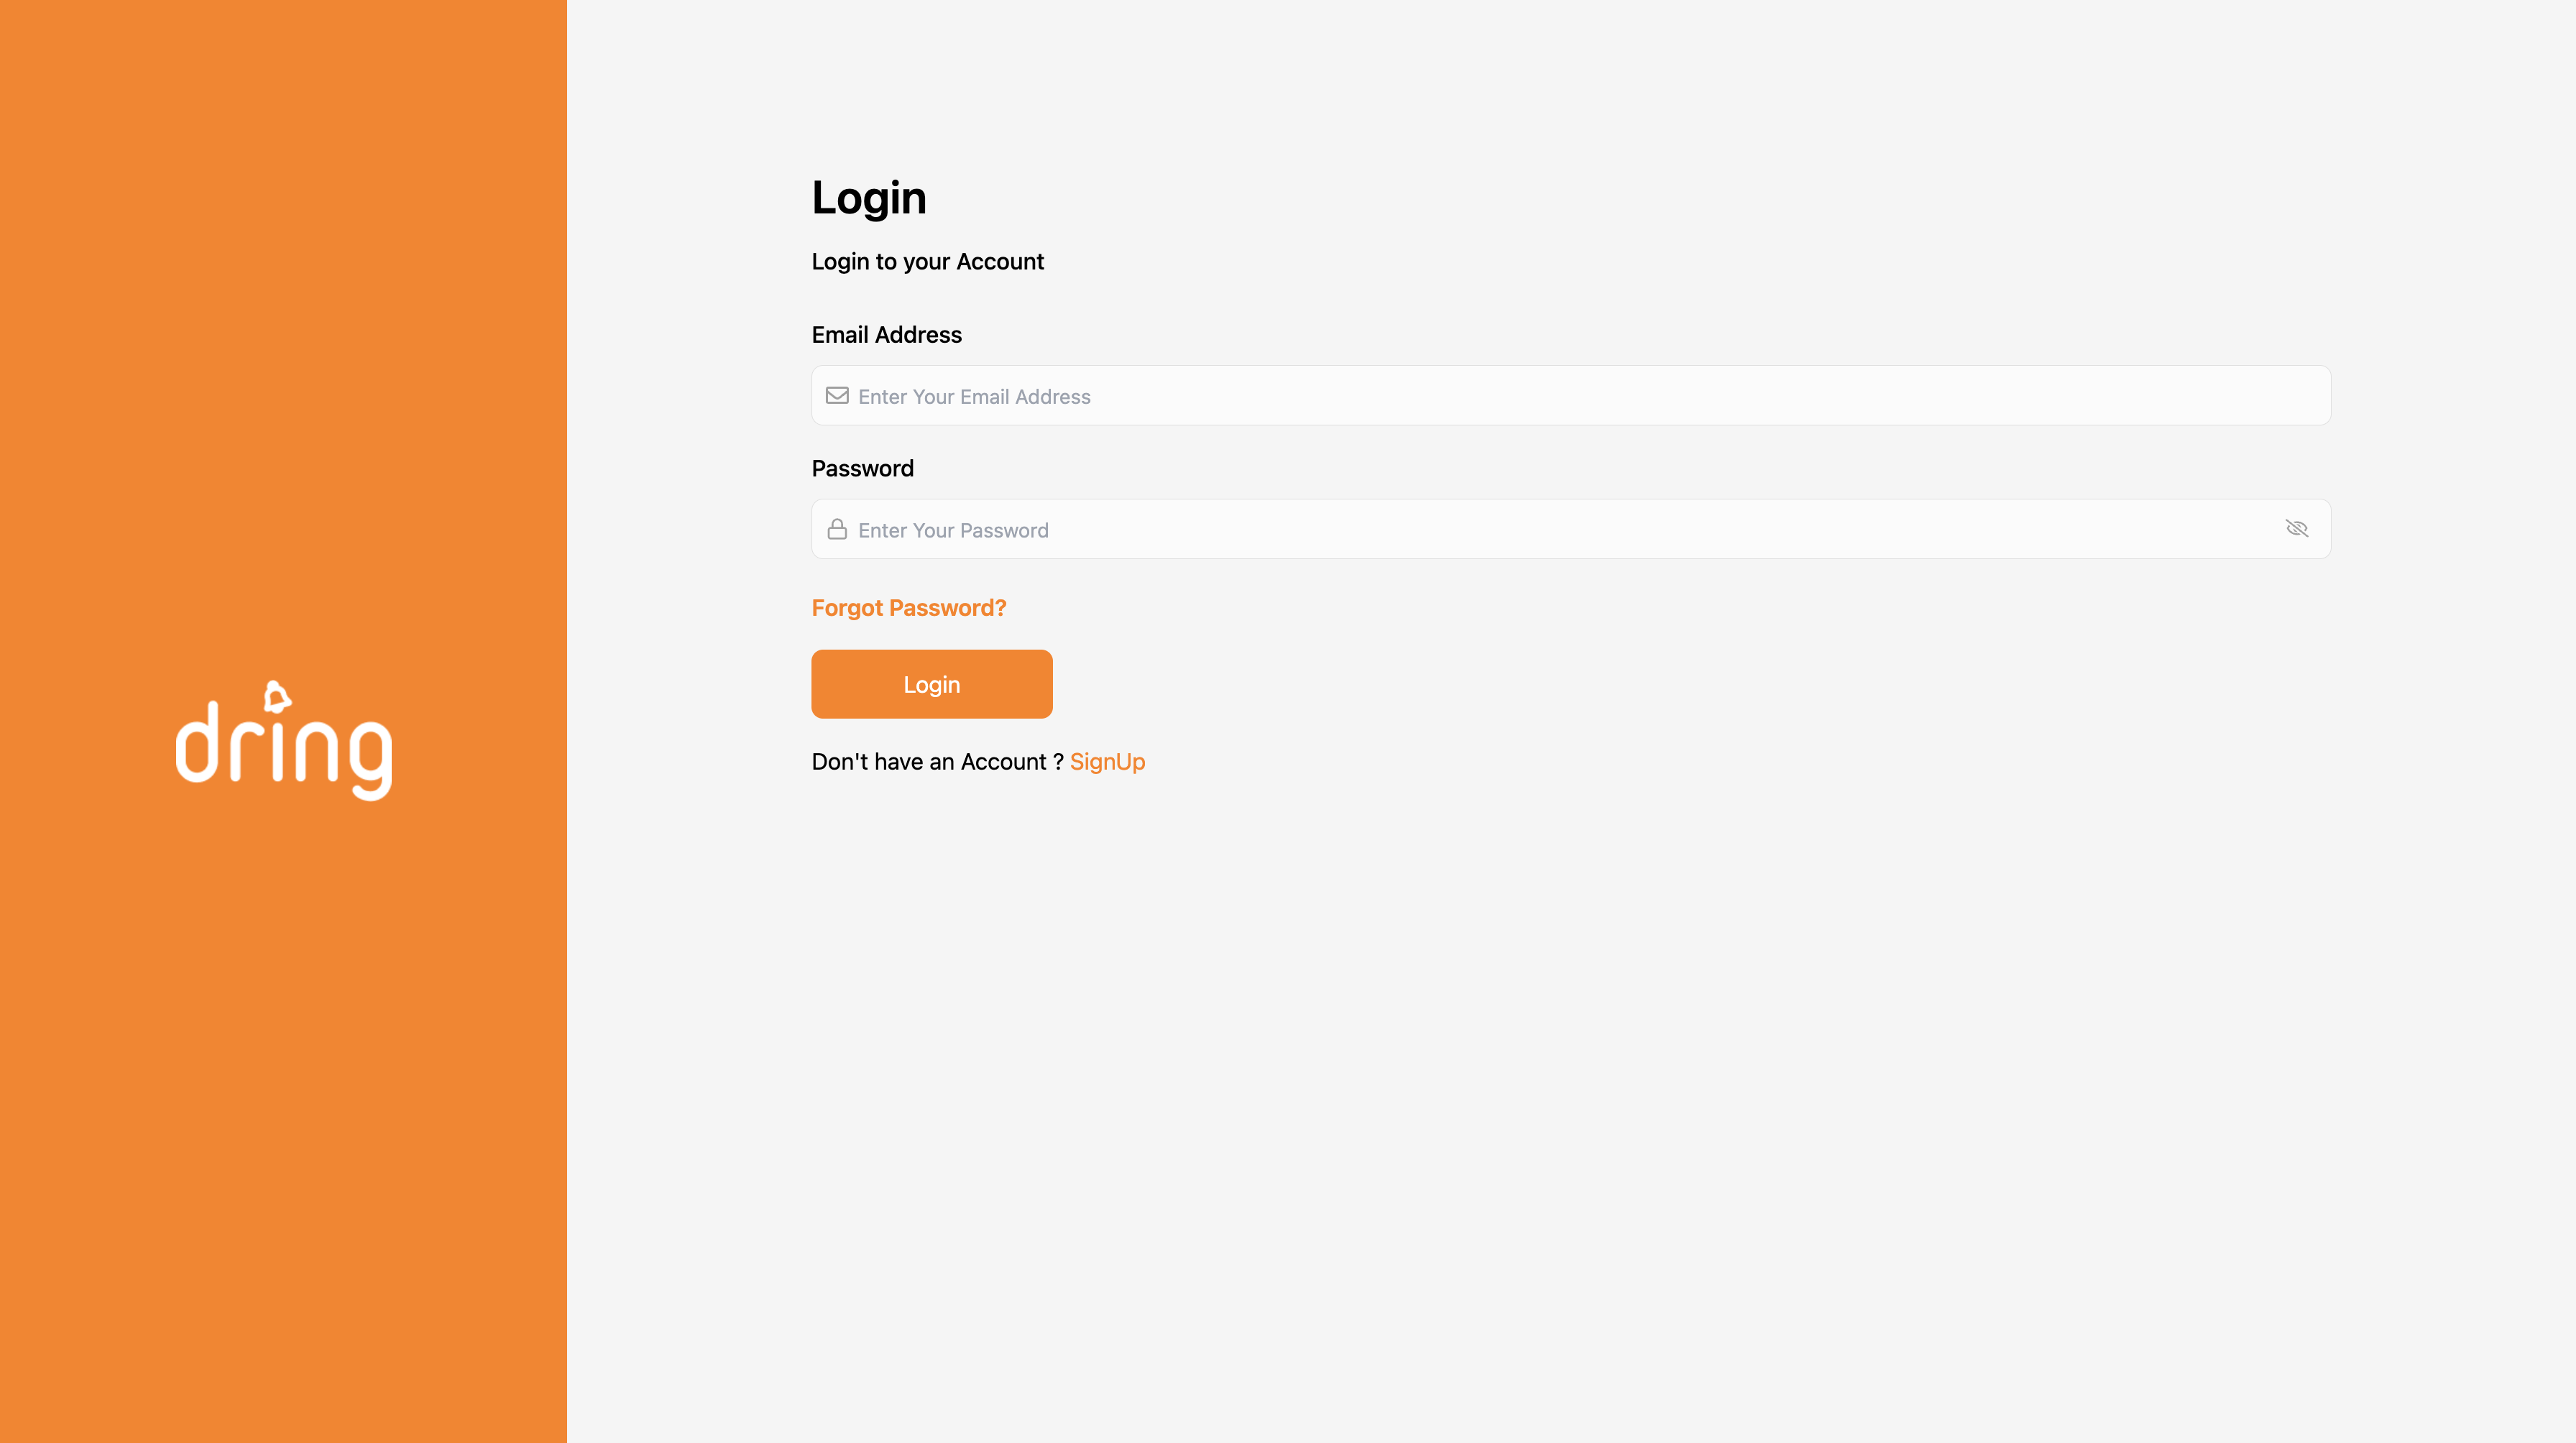 dring
Login
Login to your Account
Email Address
Enter Your Email Address
Password
Enter Your Password
Forgot Password?
Login
Don't have an Account ? SignUp